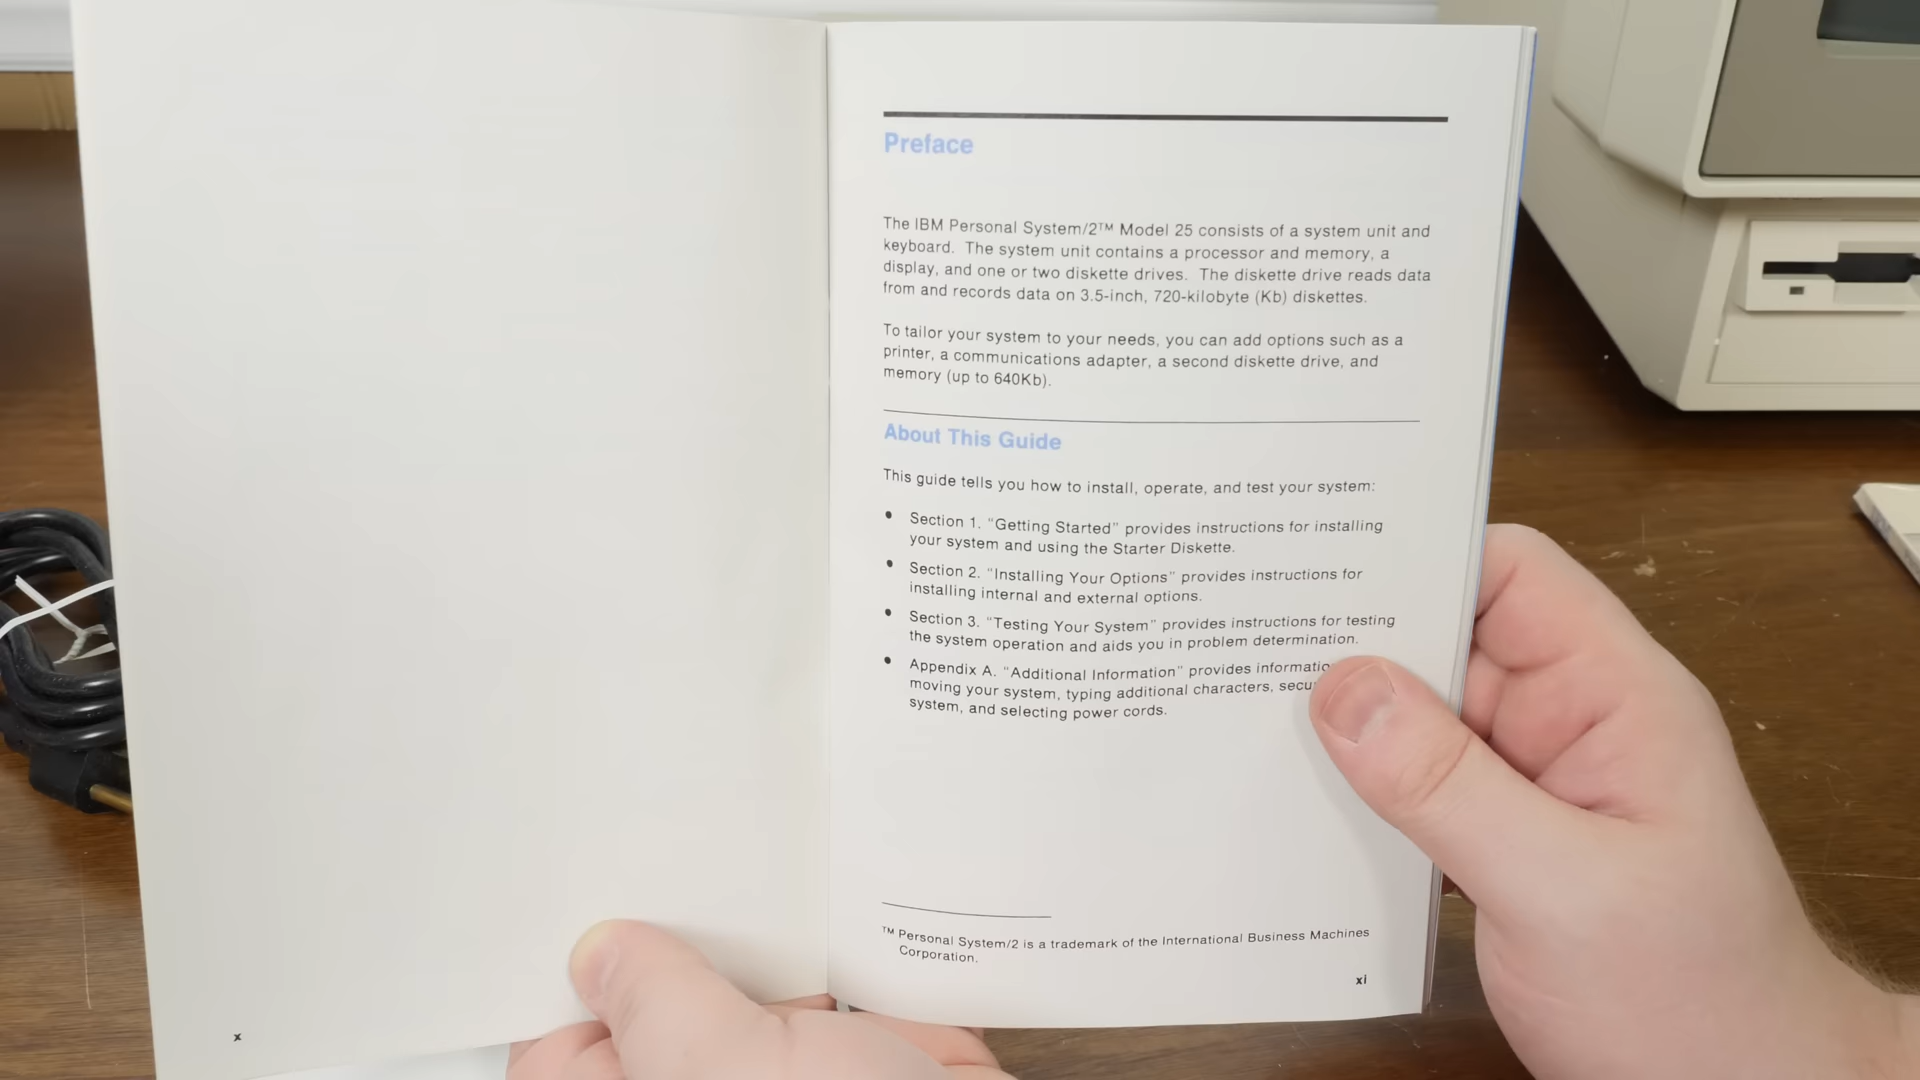 Preface
The IBM Personal System/2™ Model 25 consists of a system unit and
keyboard. The system unit contains a processor and memory, a
display, and one or two diskette drives. The diskette drive reads data
from and records data on 3.5-inch, 720-kilobyte (Kb) diskettes.
To tailor your system to your needs, you can add options such as a
printer, a communications adapter, a second diskette drive, and
memory (up to 640Kb).
About This Guide
This guide tells you how to install, operate, and test your system:
• Section 1. "Getting Started" provides instructions for installing
your system and using the Starter Diskette.
• Section 2. "Installing Your Options" provides instructions for
installing internal and external options.
• Section 3. "Testing Your System" provides instructions for testing
the system operation and aids you in problem determination.
• Appendix A. "Additional Information" provides
moving your system, typing additional characters,
system, and selecting power cords.
™ Personal System/2 is a trademark of the International Business Machines
Corporation.
x
xi